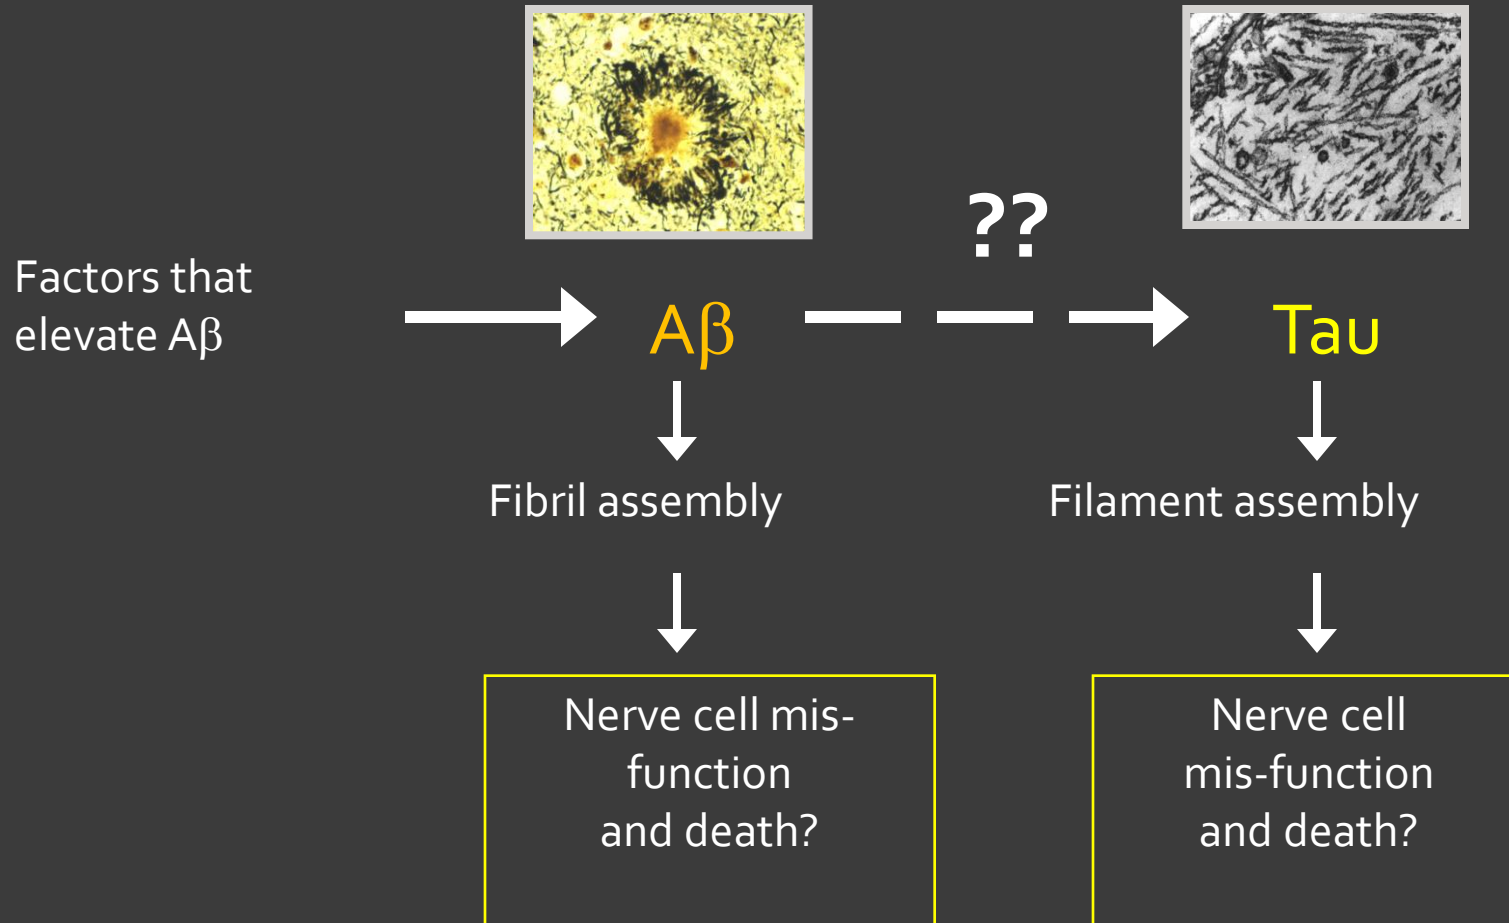 ??
Factors that
elevate Aβ
Aβ
Tau
Fibril assembly
Filament assembly
Nerve cell mis-
function
and death?
Nerve cell
mis-function
and death?